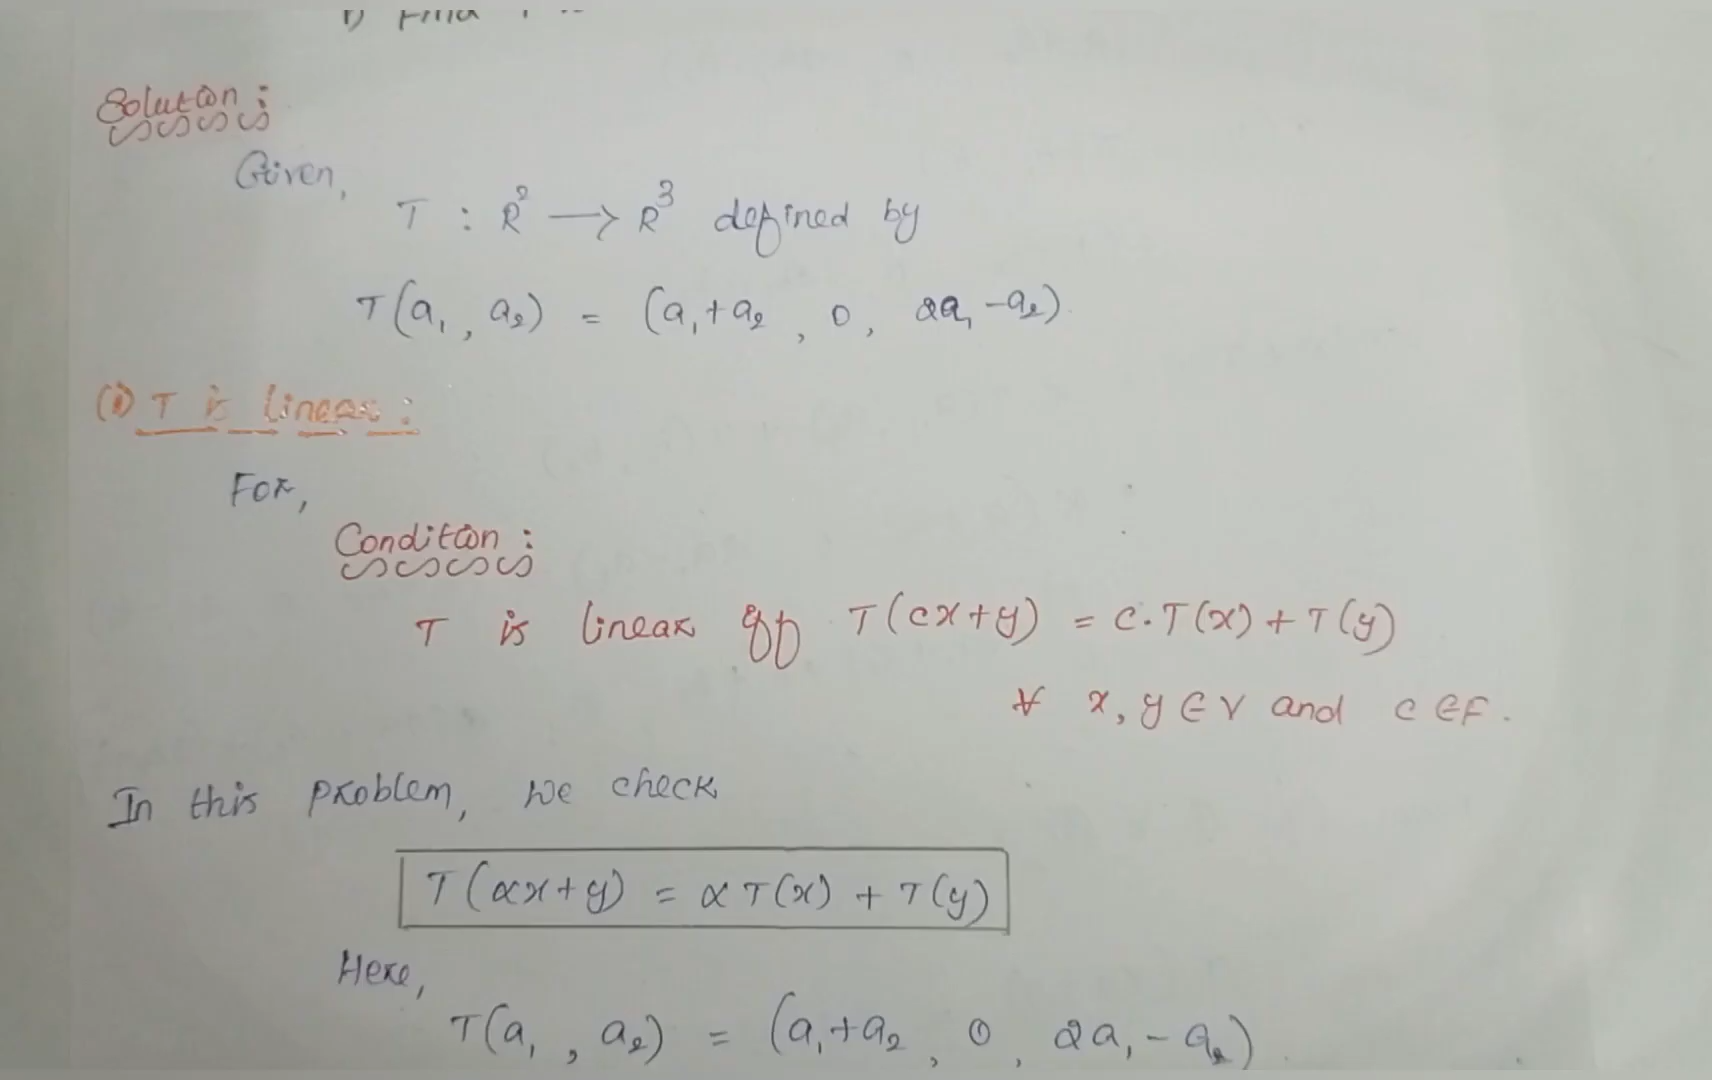 Solution :
Given,
T : R² → R³ defined by
T(a₁, a₂) = (a₁+a₂, 0, 2a₁-a₂)
(i) T is linear :
For,
Condition :
T is linear iff T(cx+y) = c.T(x)+T(y)
∀ x, y ∈ V and c ∈ F.
In this problem, we check
T(αx+y) = αT(x) + T(y)
Here,
T(a₁, a₂) = (a₁+a₂, 0, 2a₁-a₂)